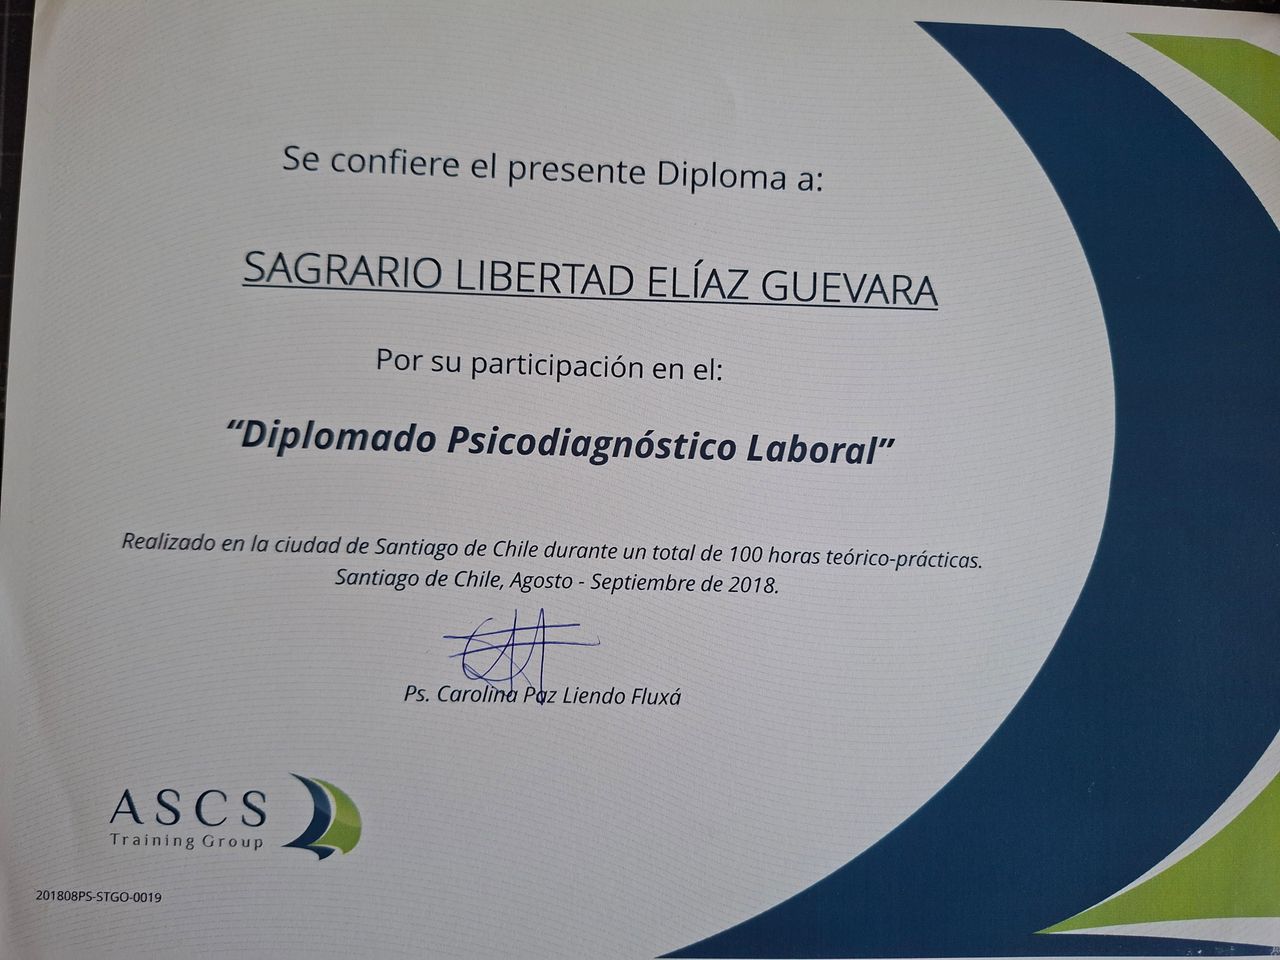 Se confiere el presente Diploma a:
SAGRARIO LIBERTAD ELÍAZ GUEVARA
Por su participación en el:
“Diplomado Psicodiagnóstico Laboral”
Realizado en la ciudad de Santiago de Chile durante un total de 100 horas teórico-prácticas.
Santiago de Chile, Agosto - Septiembre de 2018.
Ps. Carolina Paz Liendo Fluxá
ASCS
Training Group
201808PS-STGO-0019